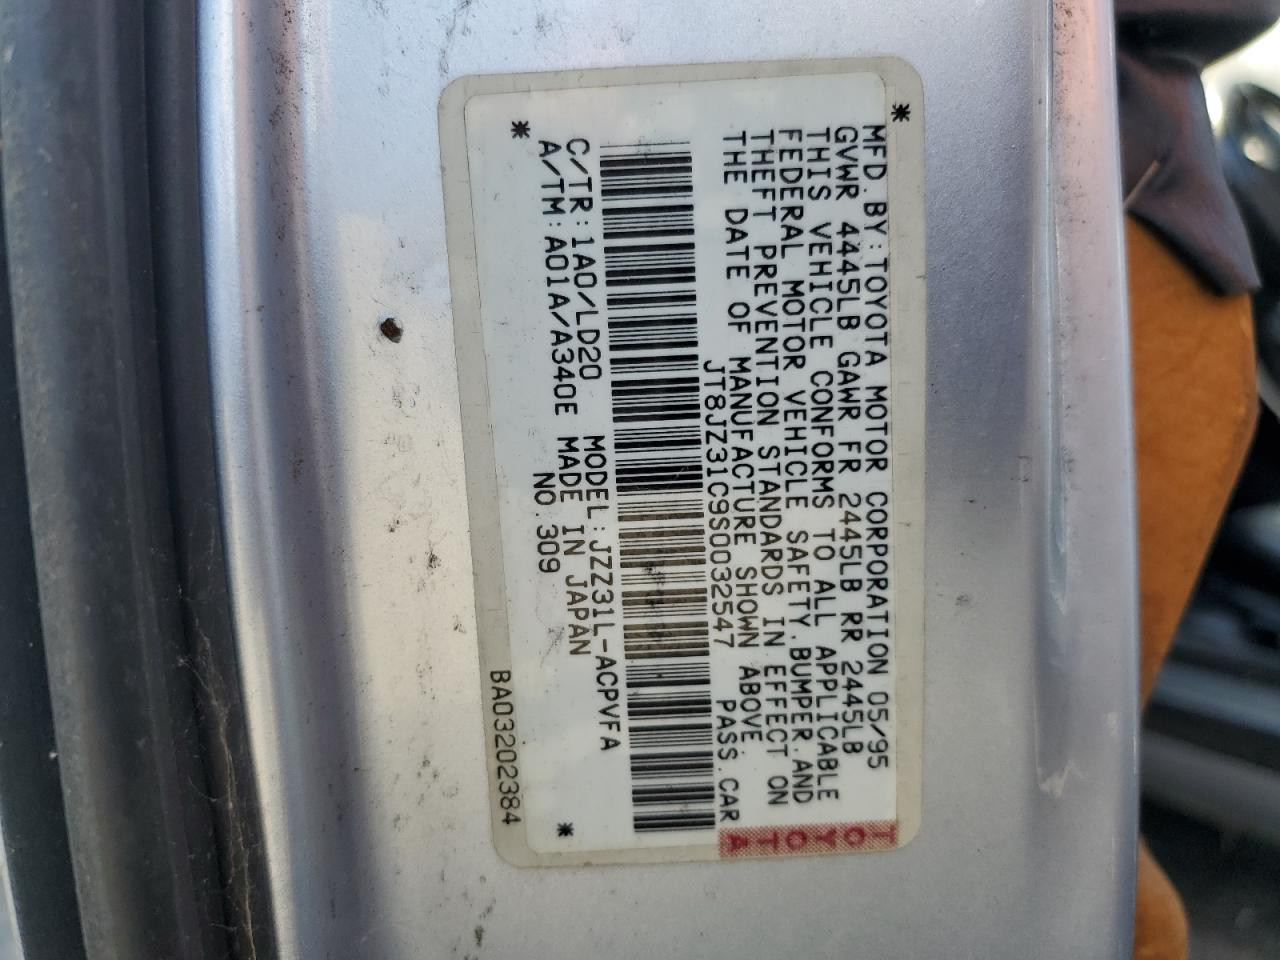 MFD.BY:TOYOTA MOTOR CORPORATION 05/95
GVWR 4445LB GAWR FR 2445LB RR 2445LB
THIS VEHICLE CONFORMS TO ALL APPLICABLE
FEDERAL MOTOR VEHICLE SAFETY.BUMPER.AND
THEFT PREVENTION STANDARDS IN EFFECT ON
THE DATE OF MANUFACTURE SHOWN ABOVE.
JT8JZ31C9S0032547 PASS.CAR
C/TR:1A0/LD20 MODEL:JZZ31L-ACPVFA
A/TM:A01A/A340E MADE IN JAPAN
NO.309
BA03202384
TOYOTA